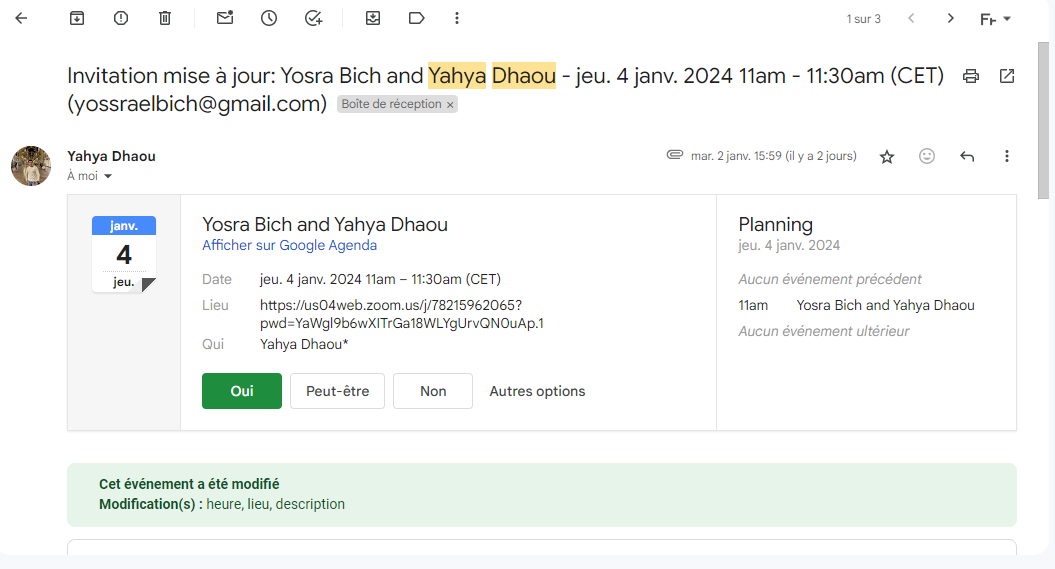 1 sur 3
Fr
Invitation mise à jour: Yosra Bich and Yahya Dhaou - jeu. 4 janv. 2024 11am - 11:30am (CET)
(yossraelbich@gmail.com) Boîte de réception ×
Yahya Dhaou
mar. 2 janv. 15:59 (il y a 2 jours)
À moi
janv.
4
jeu.
Yosra Bich and Yahya Dhaou
Afficher sur Google Agenda
Date jeu. 4 janv. 2024 11am – 11:30am (CET)
Lieu https://us04web.zoom.us/j/78215962065?
pwd=YaWgl9b6wXITrGa18WLYgUrvQN0uAp.1
Qui Yahya Dhaou*
Oui Peut-être Non Autres options
Planning
jeu. 4 janv. 2024
Aucun événement précédent
11am Yosra Bich and Yahya Dhaou
Aucun événement ultérieur
Cet événement a été modifié
Modification(s) : heure, lieu, description